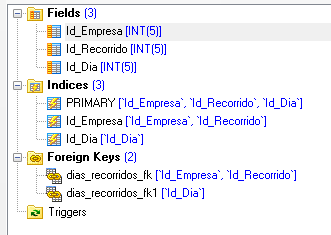 Fields (3)
Id_Empresa [INT(5)]
Id_Recorrido [INT(5)]
Id_Dia [INT(5)]
Indices (3)
PRIMARY [`Id_Empresa`, `Id_Recorrido`, `Id_Dia`]
Id_Empresa [`Id_Empresa`, `Id_Recorrido`]
Id_Dia [`Id_Dia`]
Foreign Keys (2)
dias_recorridos_fk [`Id_Empresa`, `Id_Recorrido`]
dias_recorridos_fk1 [`Id_Dia`]
Triggers